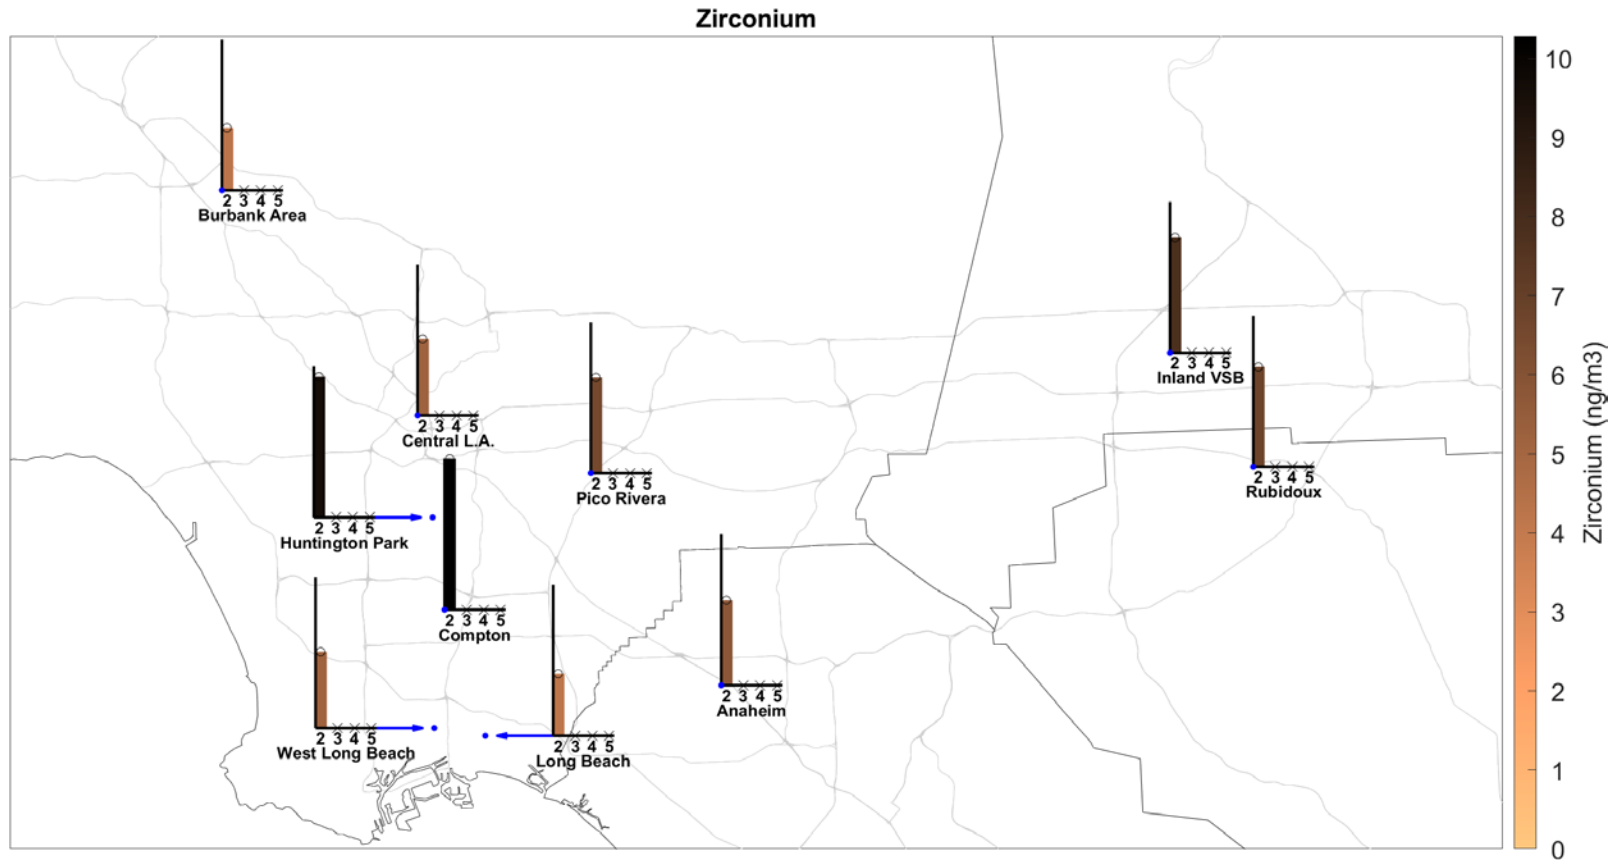 Zirconium
2 3 4 5
Burbank Area
2 3 4 5
Central L.A.
2 3 4 5
Pico Rivera
2 3 4 5
Inland VSB
2 3 4 5
Rubidoux
2 3 4 5
Huntington Park
2 3 4 5
Compton
2 3 4 5
West Long Beach
2 3 4 5
Long Beach
2 3 4 5
Anaheim
10
9
8
7
6
5
4
3
2
1
0
Zirconium (ng/m3)